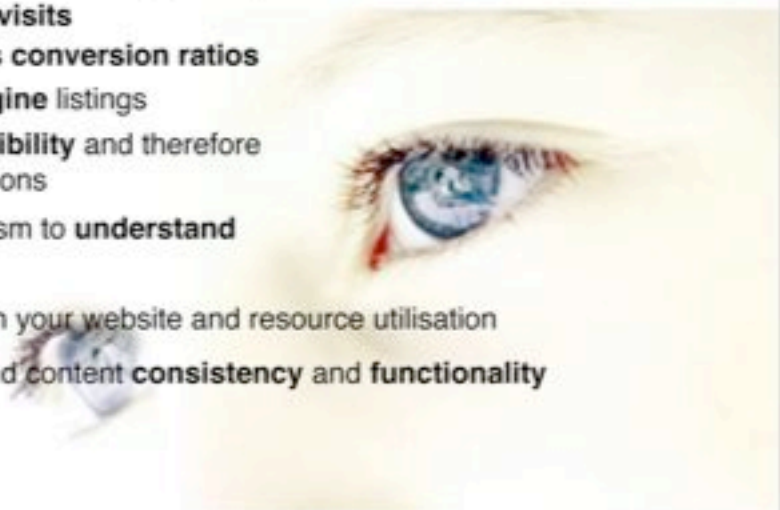 visits
s conversion ratios
gine listings
ibility and therefore
ons
sm to understand
n your website and resource utilisation
d content consistency and functionality